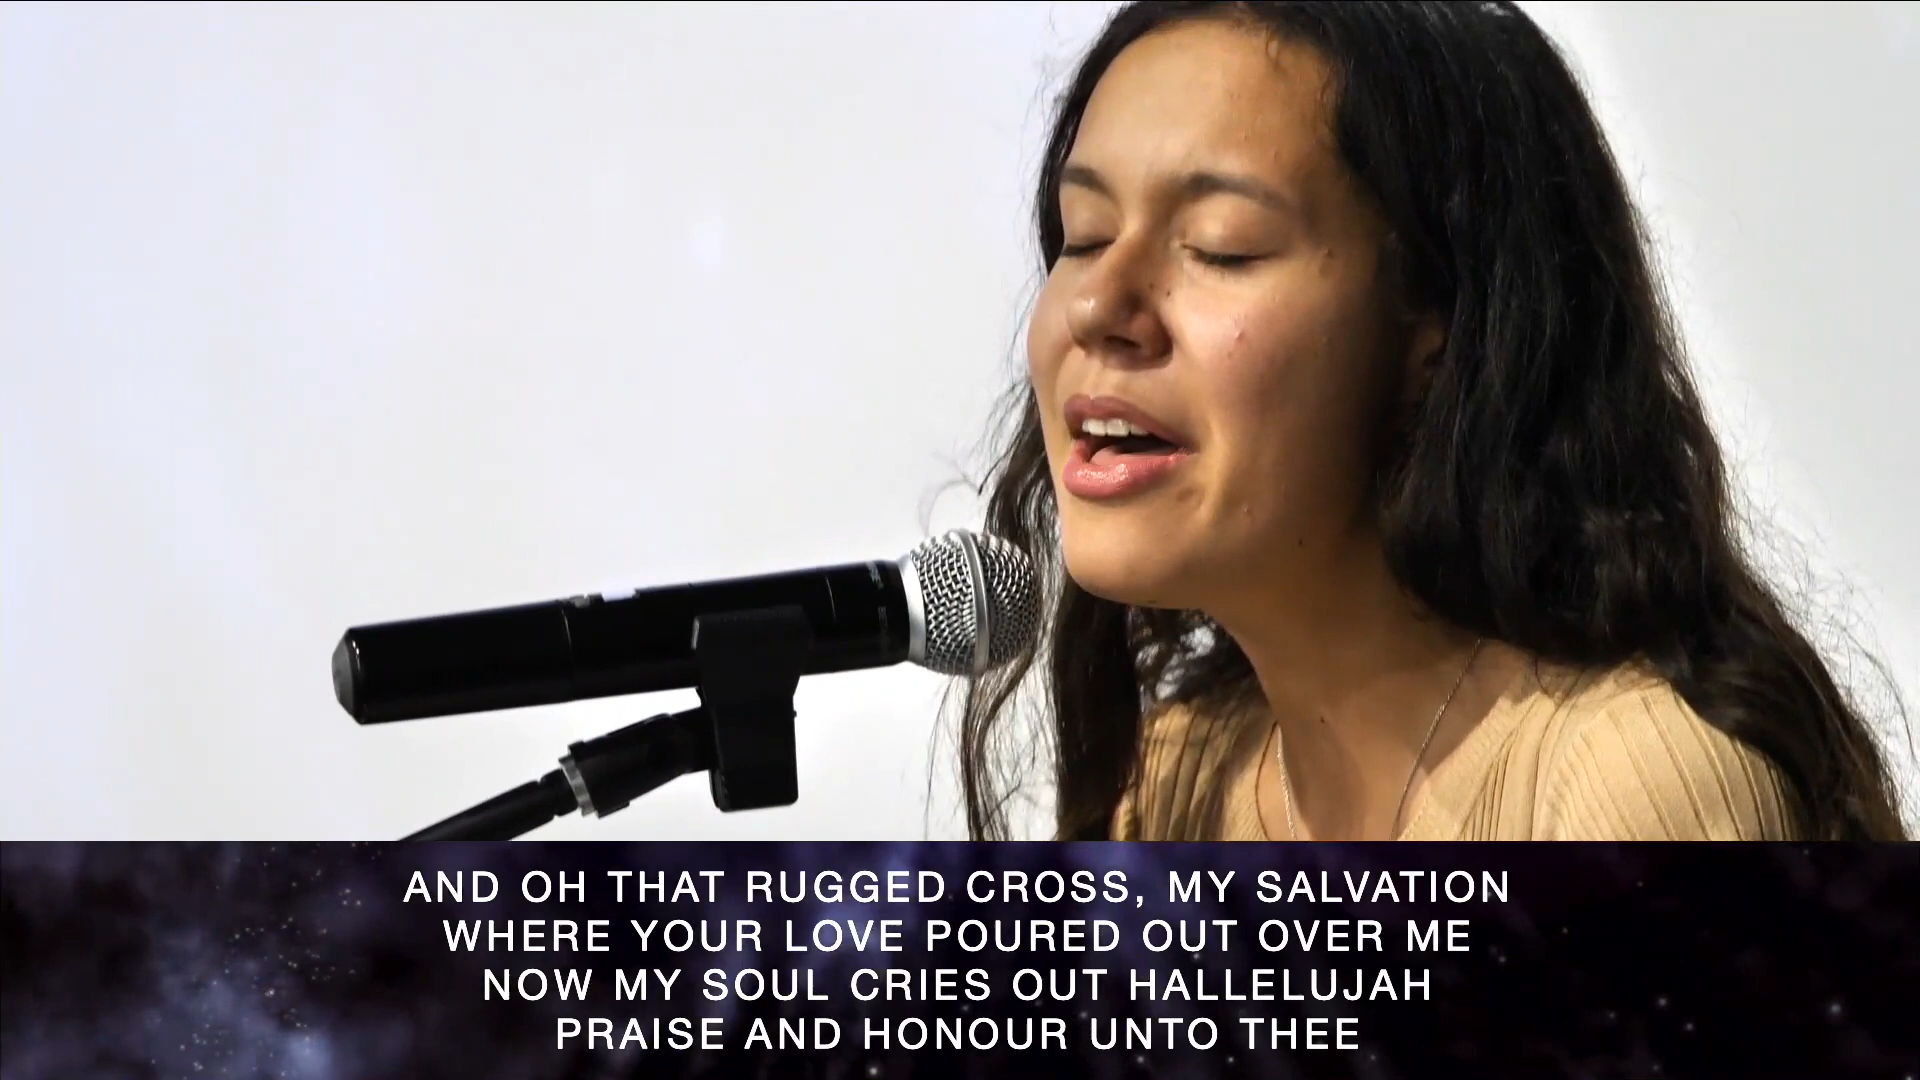 AND OH THAT RUGGED CROSS, MY SALVATION
WHERE YOUR LOVE POURED OUT OVER ME
NOW MY SOUL CRIES OUT HALLELUJAH
PRAISE AND HONOUR UNTO THEE